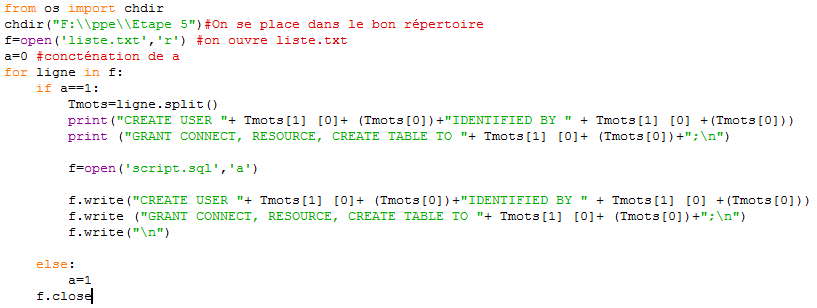 from os import chdir
chdir("F:\\ppe\\Etape 5")#On se place dans le bon répertoire
f=open('liste.txt','r') #on ouvre liste.txt
a=0 #concténation de a
for ligne in f:
    if a==1:
        Tmots=ligne.split()
        print("CREATE USER "+ Tmots[1] [0]+ (Tmots[0])+"IDENTIFIED BY " + Tmots[1] [0] +(Tmots[0]))
        print ("GRANT CONNECT, RESOURCE, CREATE TABLE TO "+ Tmots[1] [0]+ (Tmots[0])+";\n")
        f=open('script.sql','a')
        f.write("CREATE USER "+ Tmots[1] [0]+ (Tmots[0])+"IDENTIFIED BY " + Tmots[1] [0] +(Tmots[0]))
        f.write ("GRANT CONNECT, RESOURCE, CREATE TABLE TO "+ Tmots[1] [0]+ (Tmots[0])+";\n")
        f.write("\n")
    else:
        a=1
    f.close